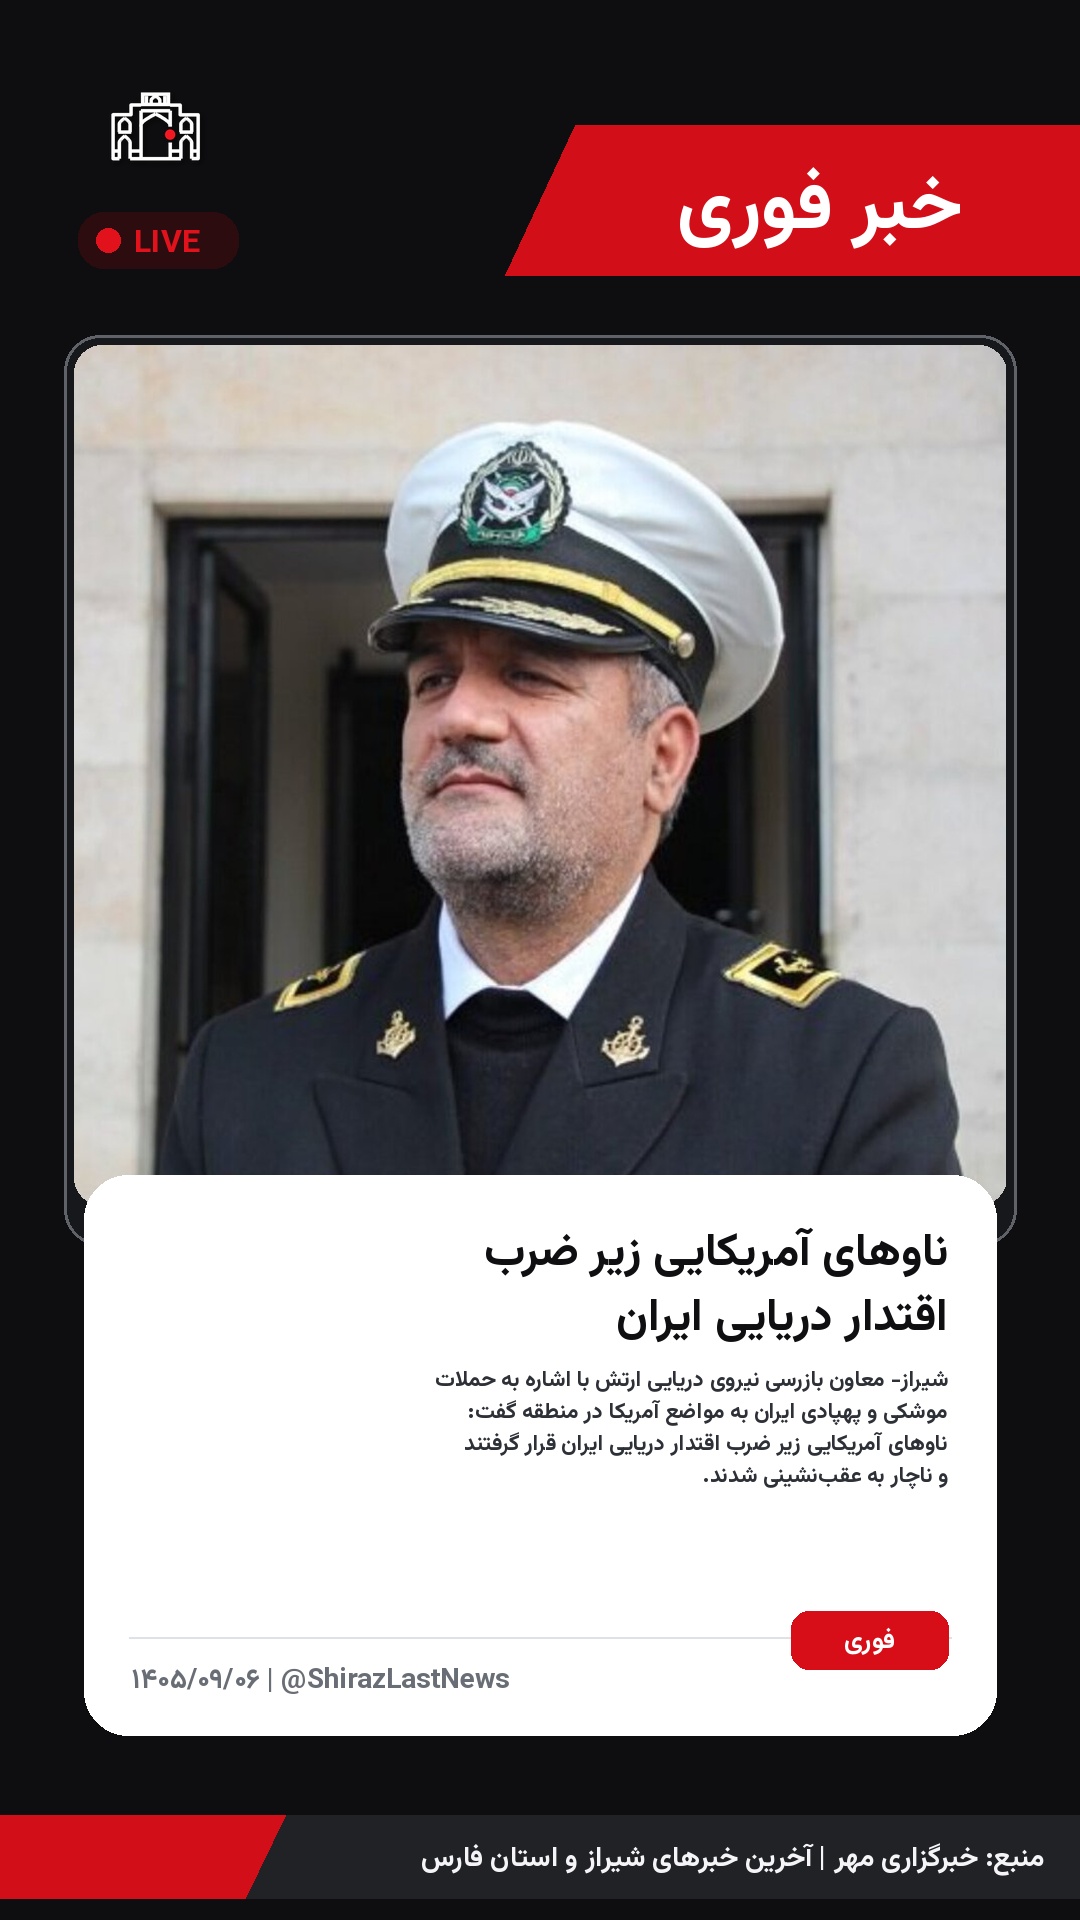 خبر فوری
LIVE
ناوهای آمریکایی زیر ضرب
اقتدار دریایی ایران
شیراز- معاون بازرسی نیروی دریایی ارتش با اشاره به حملات
موشکی و پهپادی ایران به مواضع آمریکا در منطقه گفت:
ناوهای آمریکایی زیر ضرب اقتدار دریایی ایران قرار گرفتند
و ناچار به عقب‌نشینی شدند.
فوری
۱۴۰۵/۰۹/۰۶ | @ShirazLastNews
منبع: خبرگزاری مهر | آخرین خبرهای شیراز و استان فارس